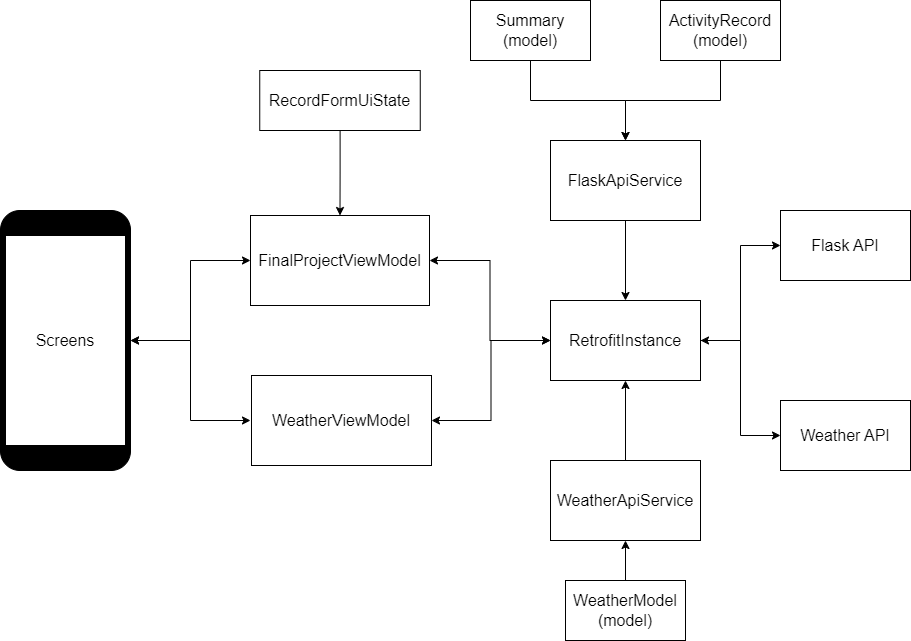 Summary
(model)
ActivityRecord
(model)
RecordFormUiState
FlaskApiService
FinalProjectViewModel
Flask API
Screens
RetrofitInstance
WeatherViewModel
Weather API
WeatherApiService
WeatherModel
(model)